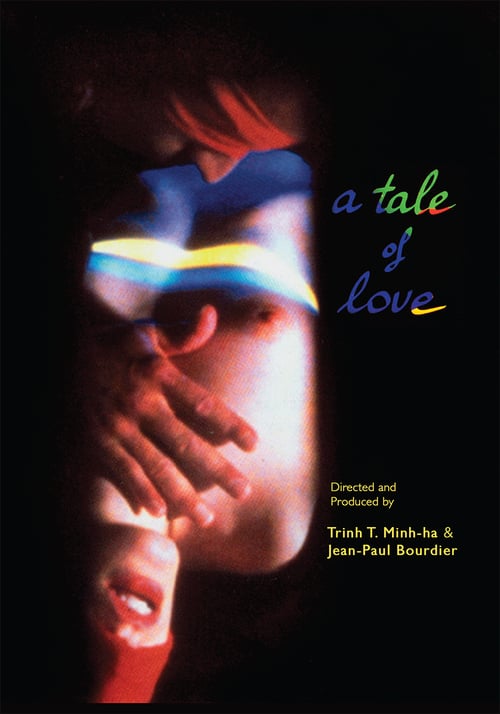 a tale
of
love
Directed and
Produced by
Trinh T. Minh-ha &
Jean-Paul Bourdier